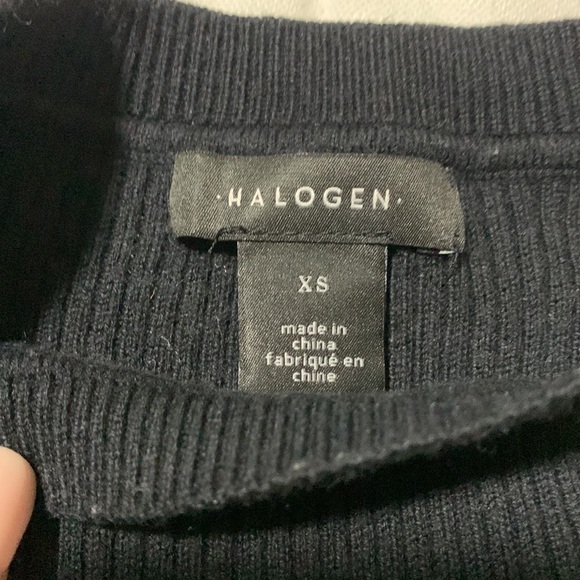 ·HALOGEN·
XS
made in
china
fabriqué en
chine